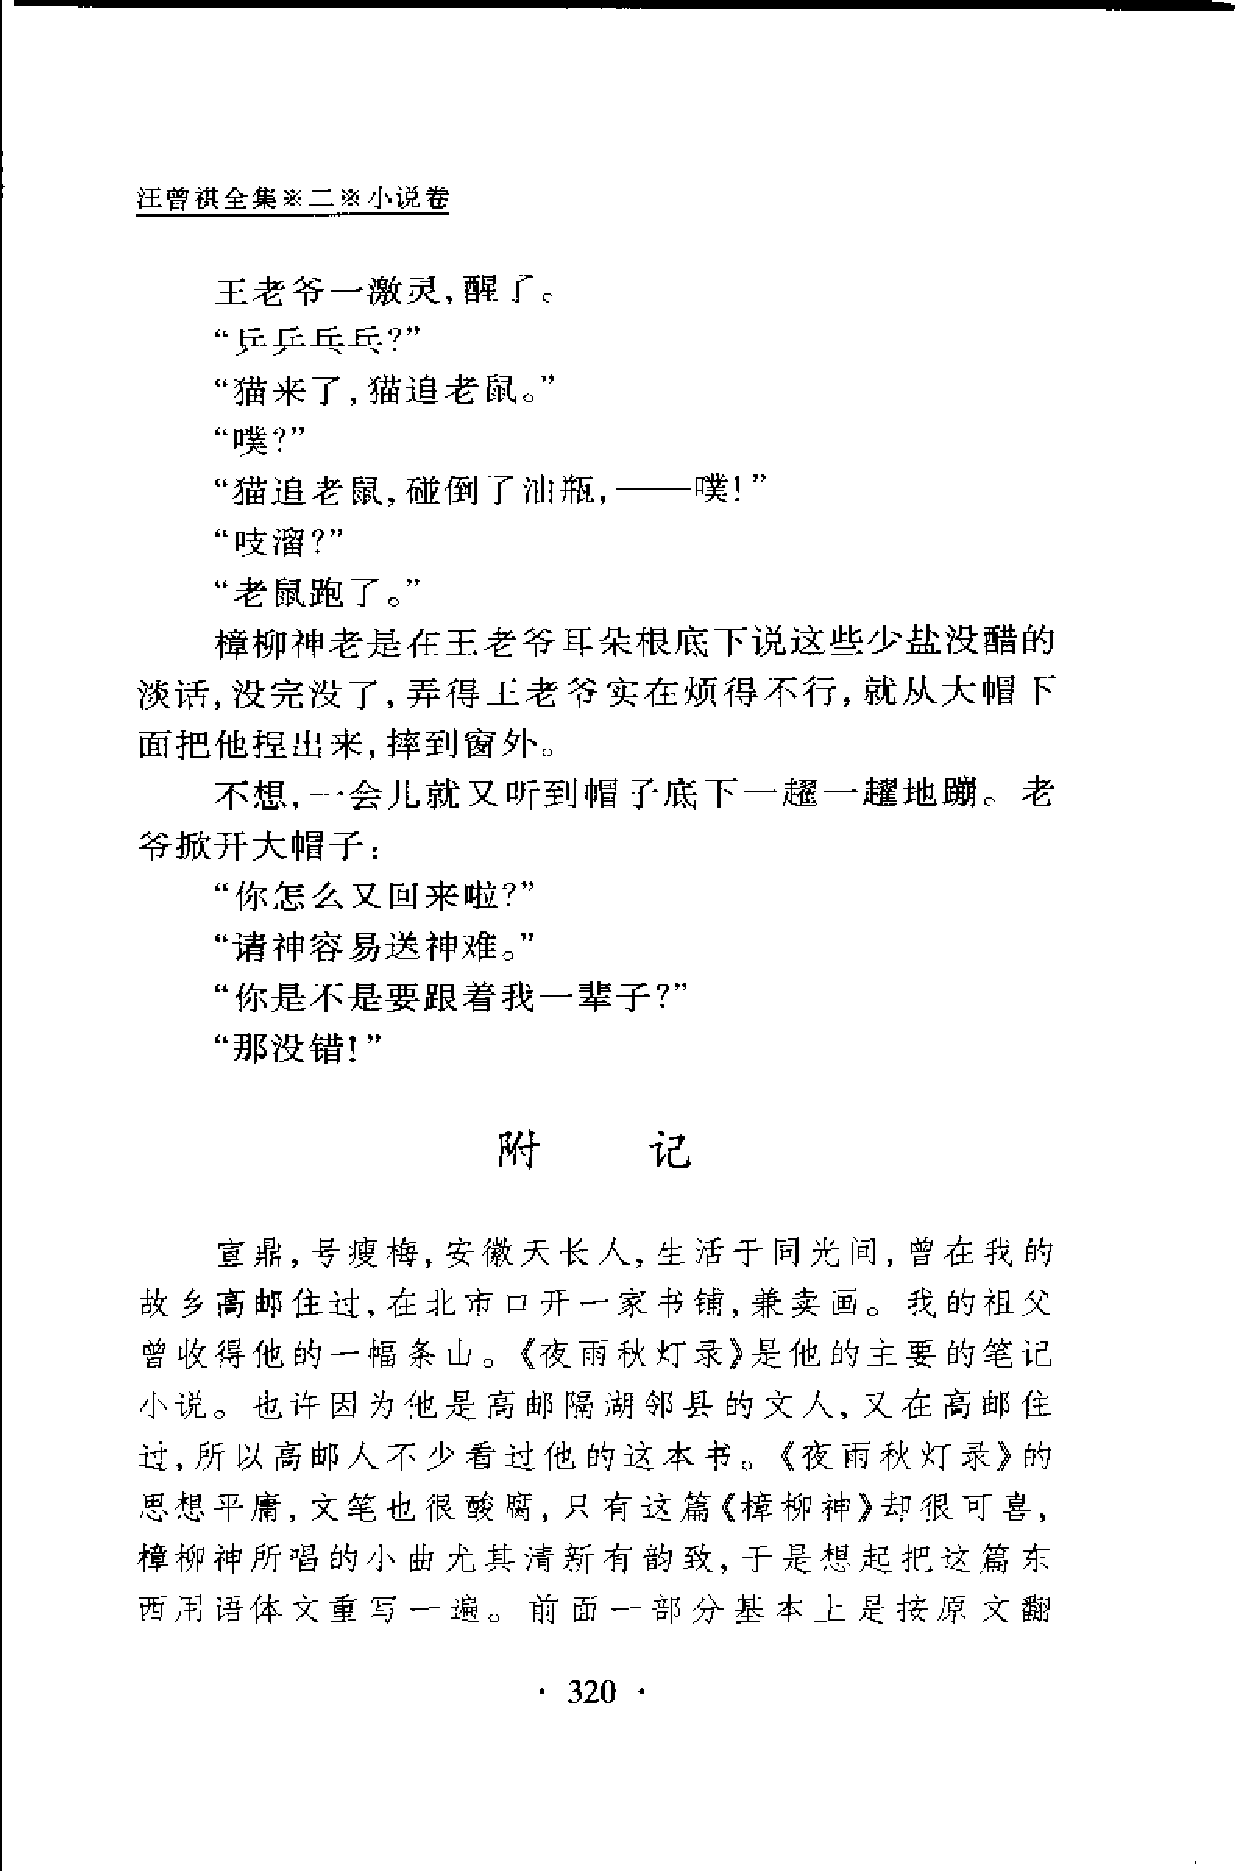 汪曾祺全集※二※小说卷
王老爷一激灵,醒了。
“乒乒乓乓?”
“猫来了,猫追老鼠。”
“噗?”
“猫追老鼠,碰倒了油瓶,——噗!”
“吱溜?”
“老鼠跑了。”
樟柳神老是在王老爷耳朵根底下说这些少盐没醋的
淡话,没完没了,弄得王老爷实在烦得不行,就从大帽下
面把他捏出来,摔到窗外。
不想,一会儿就又听到帽子底下一趯一趯地蹦。老
爷掀开大帽子:
“你怎么又回来啦?”
“请神容易送神难。”
“你是不是要跟着我一辈子?”
“那没错!”
附 记
宣鼎,号瘦梅,安徽天长人,生活于同光间,曾在我的
故乡高邮住过,在北市口开一家书铺,兼卖画。我的祖父
曾收得他的一幅条山。《夜雨秋灯录》是他的主要的笔记
小说。也许因为他是高邮隔湖邻县的文人,又在高邮住
过,所以高邮人不少看过他的这本书。《夜雨秋灯录》的
思想平庸,文笔也很酸腐,只有这篇《樟柳神》却很可喜,
樟柳神所唱的小曲尤其清新有韵致,于是想起把这篇东
西用语体文重写一遍。前面一部分基本上是按原文翻
· 320 ·